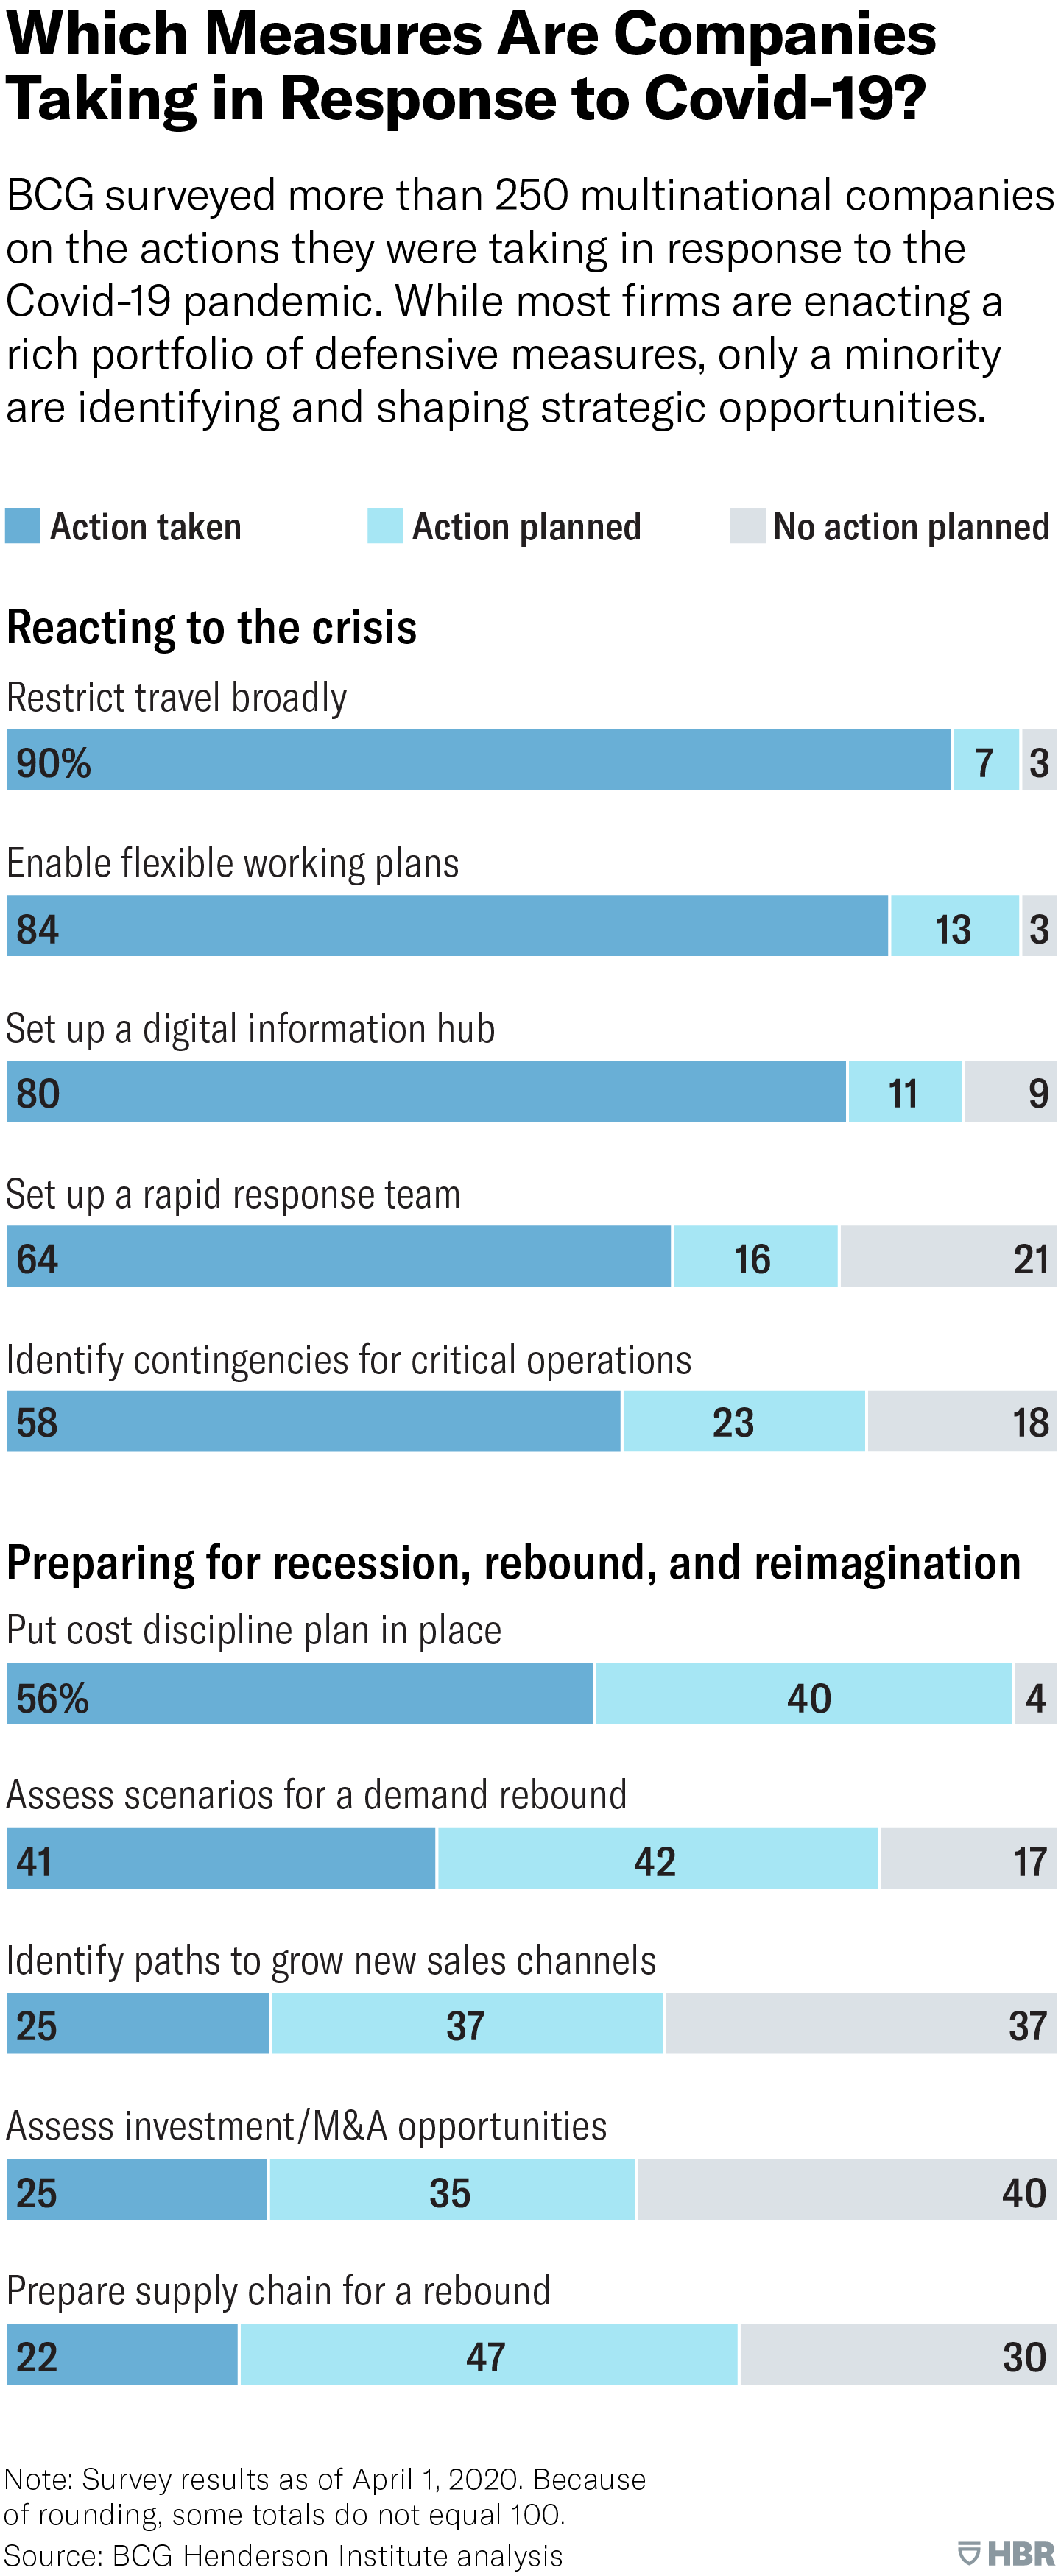 Which Measures Are Companies
Taking in Response to Covid-19?
BCG surveyed more than 250 multinational companies
on the actions they were taking in response to the
Covid-19 pandemic. While most firms are enacting a
rich portfolio of defensive measures, only a minority
are identifying and shaping strategic opportunities.
Action taken Action planned No action planned
Reacting to the crisis
Restrict travel broadly
90% 7 3
Enable flexible working plans
84 13 3
Set up a digital information hub
80 11 9
Set up a rapid response team
64 16 21
Identify contingencies for critical operations
58 23 18
Preparing for recession, rebound, and reimagination
Put cost discipline plan in place
56% 40 4
Assess scenarios for a demand rebound
41 42 17
Identify paths to grow new sales channels
25 37 37
Assess investment/M&A opportunities
25 35 40
Prepare supply chain for a rebound
22 47 30
Note: Survey results as of April 1, 2020. Because
of rounding, some totals do not equal 100.
Source: BCG Henderson Institute analysis
HBR